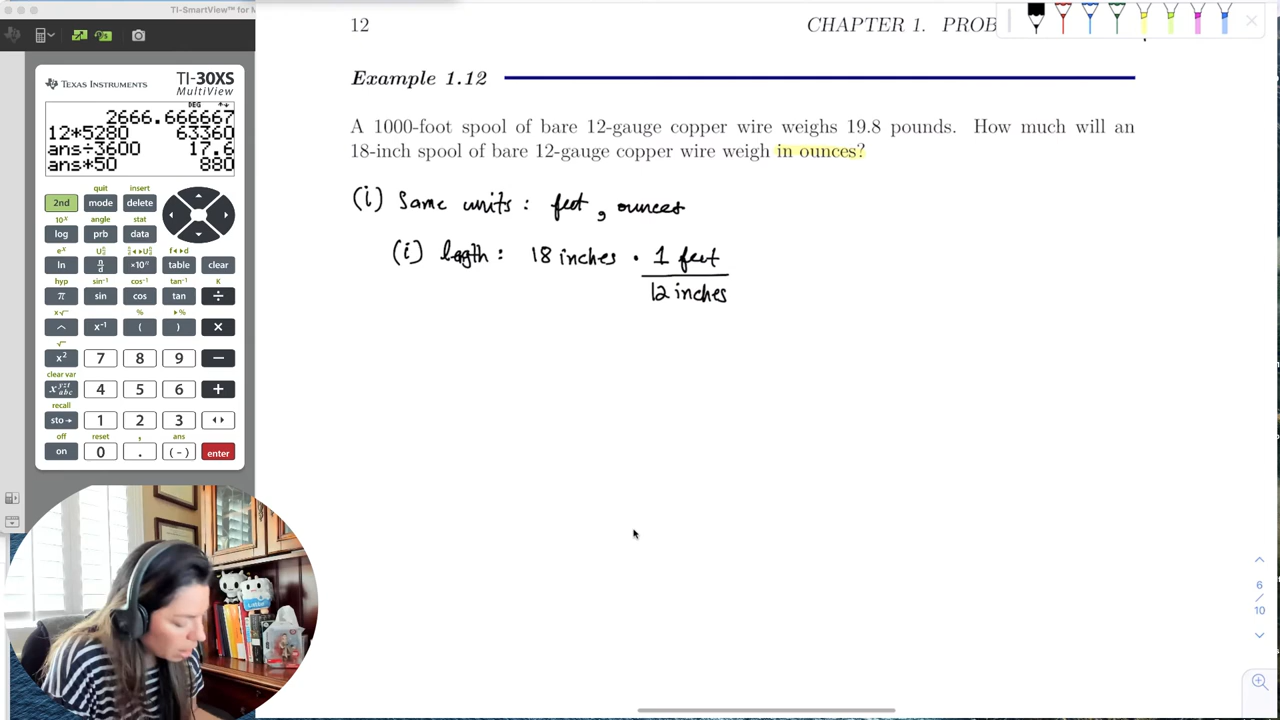 TI-SmartView™ for M
12
CHAPTER 1. PROB
TEXAS INSTRUMENTS
TI-30XS
MultiView
DEG
2666.666667
12*5280 63360
ans÷3600 17.6
ans*50 880
Example 1.12
A 1000-foot spool of bare 12-gauge copper wire weighs 19.8 pounds. How much will an
18-inch spool of bare 12-gauge copper wire weigh in ounces?
(i) Same units: feet, ounces
(i) length: 18 inches · 1 feet
12 inches
quit insert
2nd mode delete
10ˣ angle stat
log prb data
ln n/d ×10ⁿ table clear
hyp sin⁻¹ cos⁻¹ tan⁻¹ K
π sin cos tan ÷
% ▸%
^ x⁻¹ ( ) ×
x² 7 8 9 −
clear var
x yzt abc 4 5 6 +
recall
sto→ 1 2 3 ◂▸
off reset , ans
on 0 . (-) enter
6
/
10